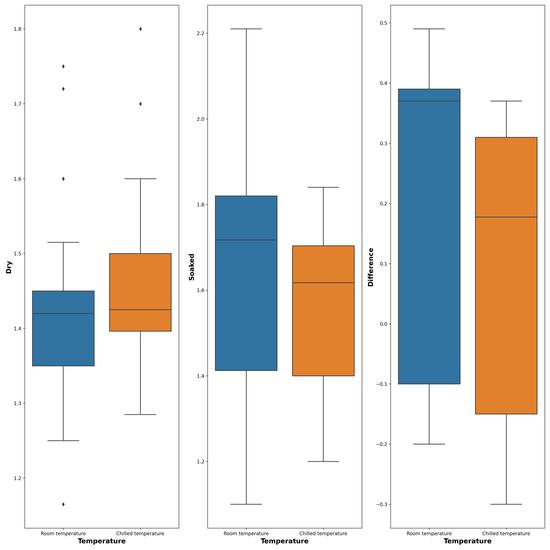 Dry
1.8
1.7
1.6
1.5
1.4
1.3
1.2
Room temperature
Chilled temperature
Temperature
Soaked
2.2
2.0
1.8
1.6
1.4
1.2
Room temperature
Chilled temperature
Temperature
Difference
0.5
0.4
0.3
0.2
0.1
0.0
−0.1
−0.2
−0.3
Room temperature
Chilled temperature
Temperature